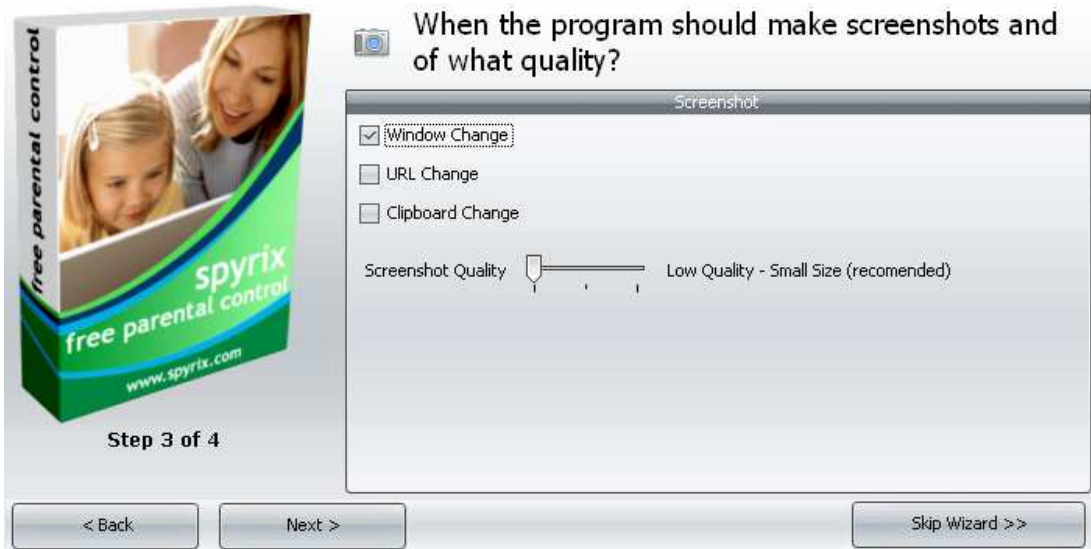 free parental control
spyrix
free parental control
www.spyrix.com
Step 3 of 4
When the program should make screenshots and
of what quality?
Screenshot
Window Change
URL Change
Clipboard Change
Screenshot Quality
Low Quality - Small Size (recomended)
< Back
Next >
Skip Wizard >>